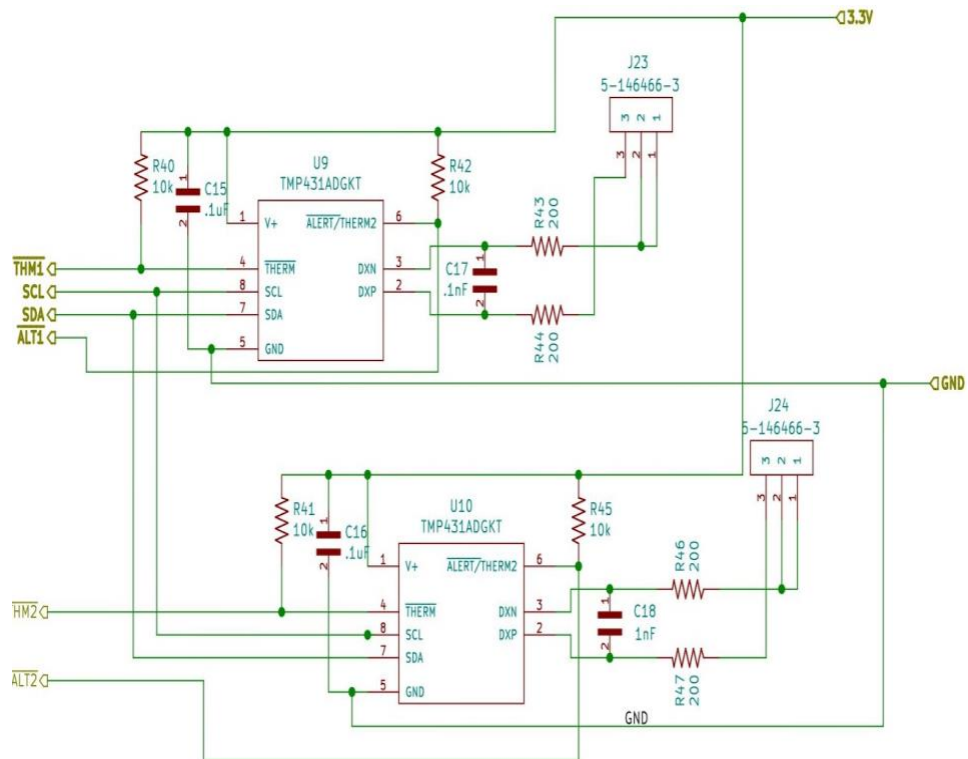 3.3V
J23
5-146466-3
3 2 1
3 2 1
R40
10k
C15
.1uF
1
2
U9
TMP431ADGKT
R42
10k
1 V+ ALERT/THERM2 6
4 THERM DXN 3
8 SCL DXP 2
7 SDA
5 GND
R43
200
C17
.1nF
1
2
R44
200
THM1
SCL
SDA
ALT1
GND
J24
5-146466-3
3 2 1
3 2 1
R41
10k
C16
.1uF
1
2
U10
TMP431ADGKT
R45
10k
1 V+ ALERT/THERM2 6
4 THERM DXN 3
8 SCL DXP 2
7 SDA
5 GND
R46
200
C18
1nF
1
2
R47
200
HM2
ALT2
GND